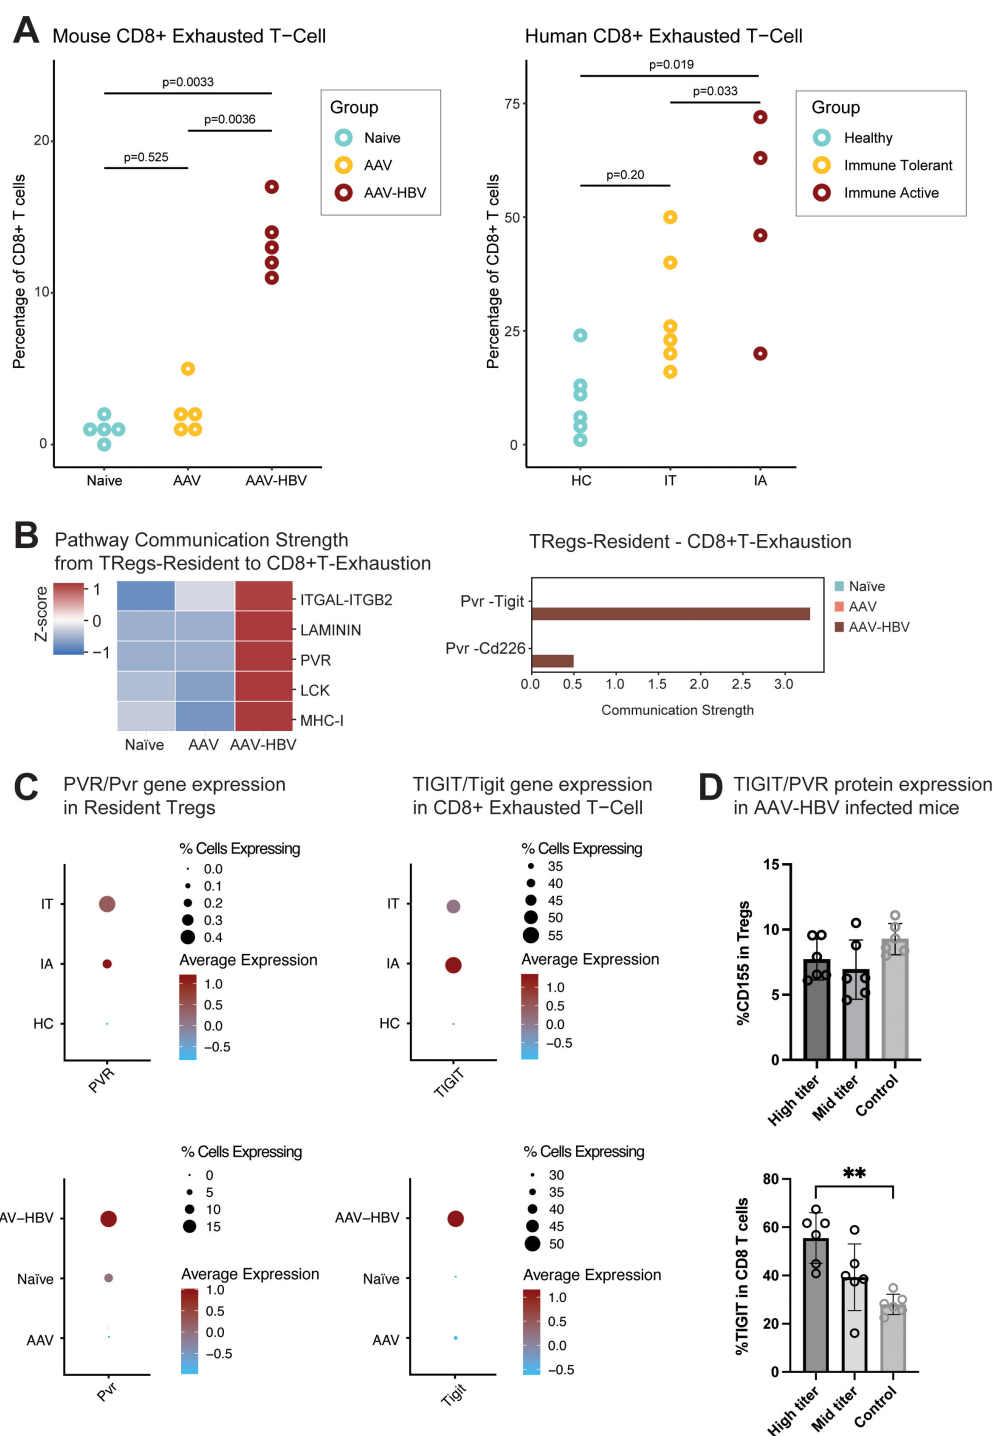 A
Mouse CD8+ Exhausted T−Cell
Percentage of CD8+ T cells
20
10
0
p=0.0033
p=0.0036
p=0.525
Naive
AAV
AAV-HBV
Group
Naive
AAV
AAV-HBV
Human CD8+ Exhausted T−Cell
Percentage of CD8+ T cells
75
50
25
0
p=0.019
p=0.033
p=0.20
HC
IT
IA
Group
Healthy
Immune Tolerant
Immune Active
B
Pathway Communication Strength
from TRegs-Resident to CD8+T-Exhaustion
Z-score
1
0
−1
ITGAL-ITGB2
LAMININ
PVR
LCK
MHC-I
Naïve
AAV
AAV-HBV
TRegs-Resident - CD8+T-Exhaustion
Pvr -Tigit
Pvr -Cd226
0.0
0.5
1.0
1.5
2.0
2.5
3.0
Communication Strength
Naïve
AAV
AAV-HBV
C
PVR/Pvr gene expression
in Resident Tregs
IT
IA
HC
PVR
% Cells Expressing
0.0
0.1
0.2
0.3
0.4
Average Expression
1.0
0.5
0.0
−0.5
TIGIT/Tigit gene expression
in CD8+ Exhausted T−Cell
IT
IA
HC
TIGIT
% Cells Expressing
35
40
45
50
55
Average Expression
1.0
0.5
0.0
−0.5
AV−HBV
Naïve
AAV
Pvr
% Cells Expressing
0
5
10
15
Average Expression
1.0
0.5
0.0
−0.5
AAV−HBV
Naïve
AAV
Tigit
% Cells Expressing
30
35
40
45
50
Average Expression
1.0
0.5
0.0
−0.5
D
TIGIT/PVR protein expression
in AAV-HBV infected mice
%CD155 in Tregs
15
10
5
0
High titer
Mid titer
Control
%TIGIT in CD8 T cells
80
60
40
20
0
**
High titer
Mid titer
Control